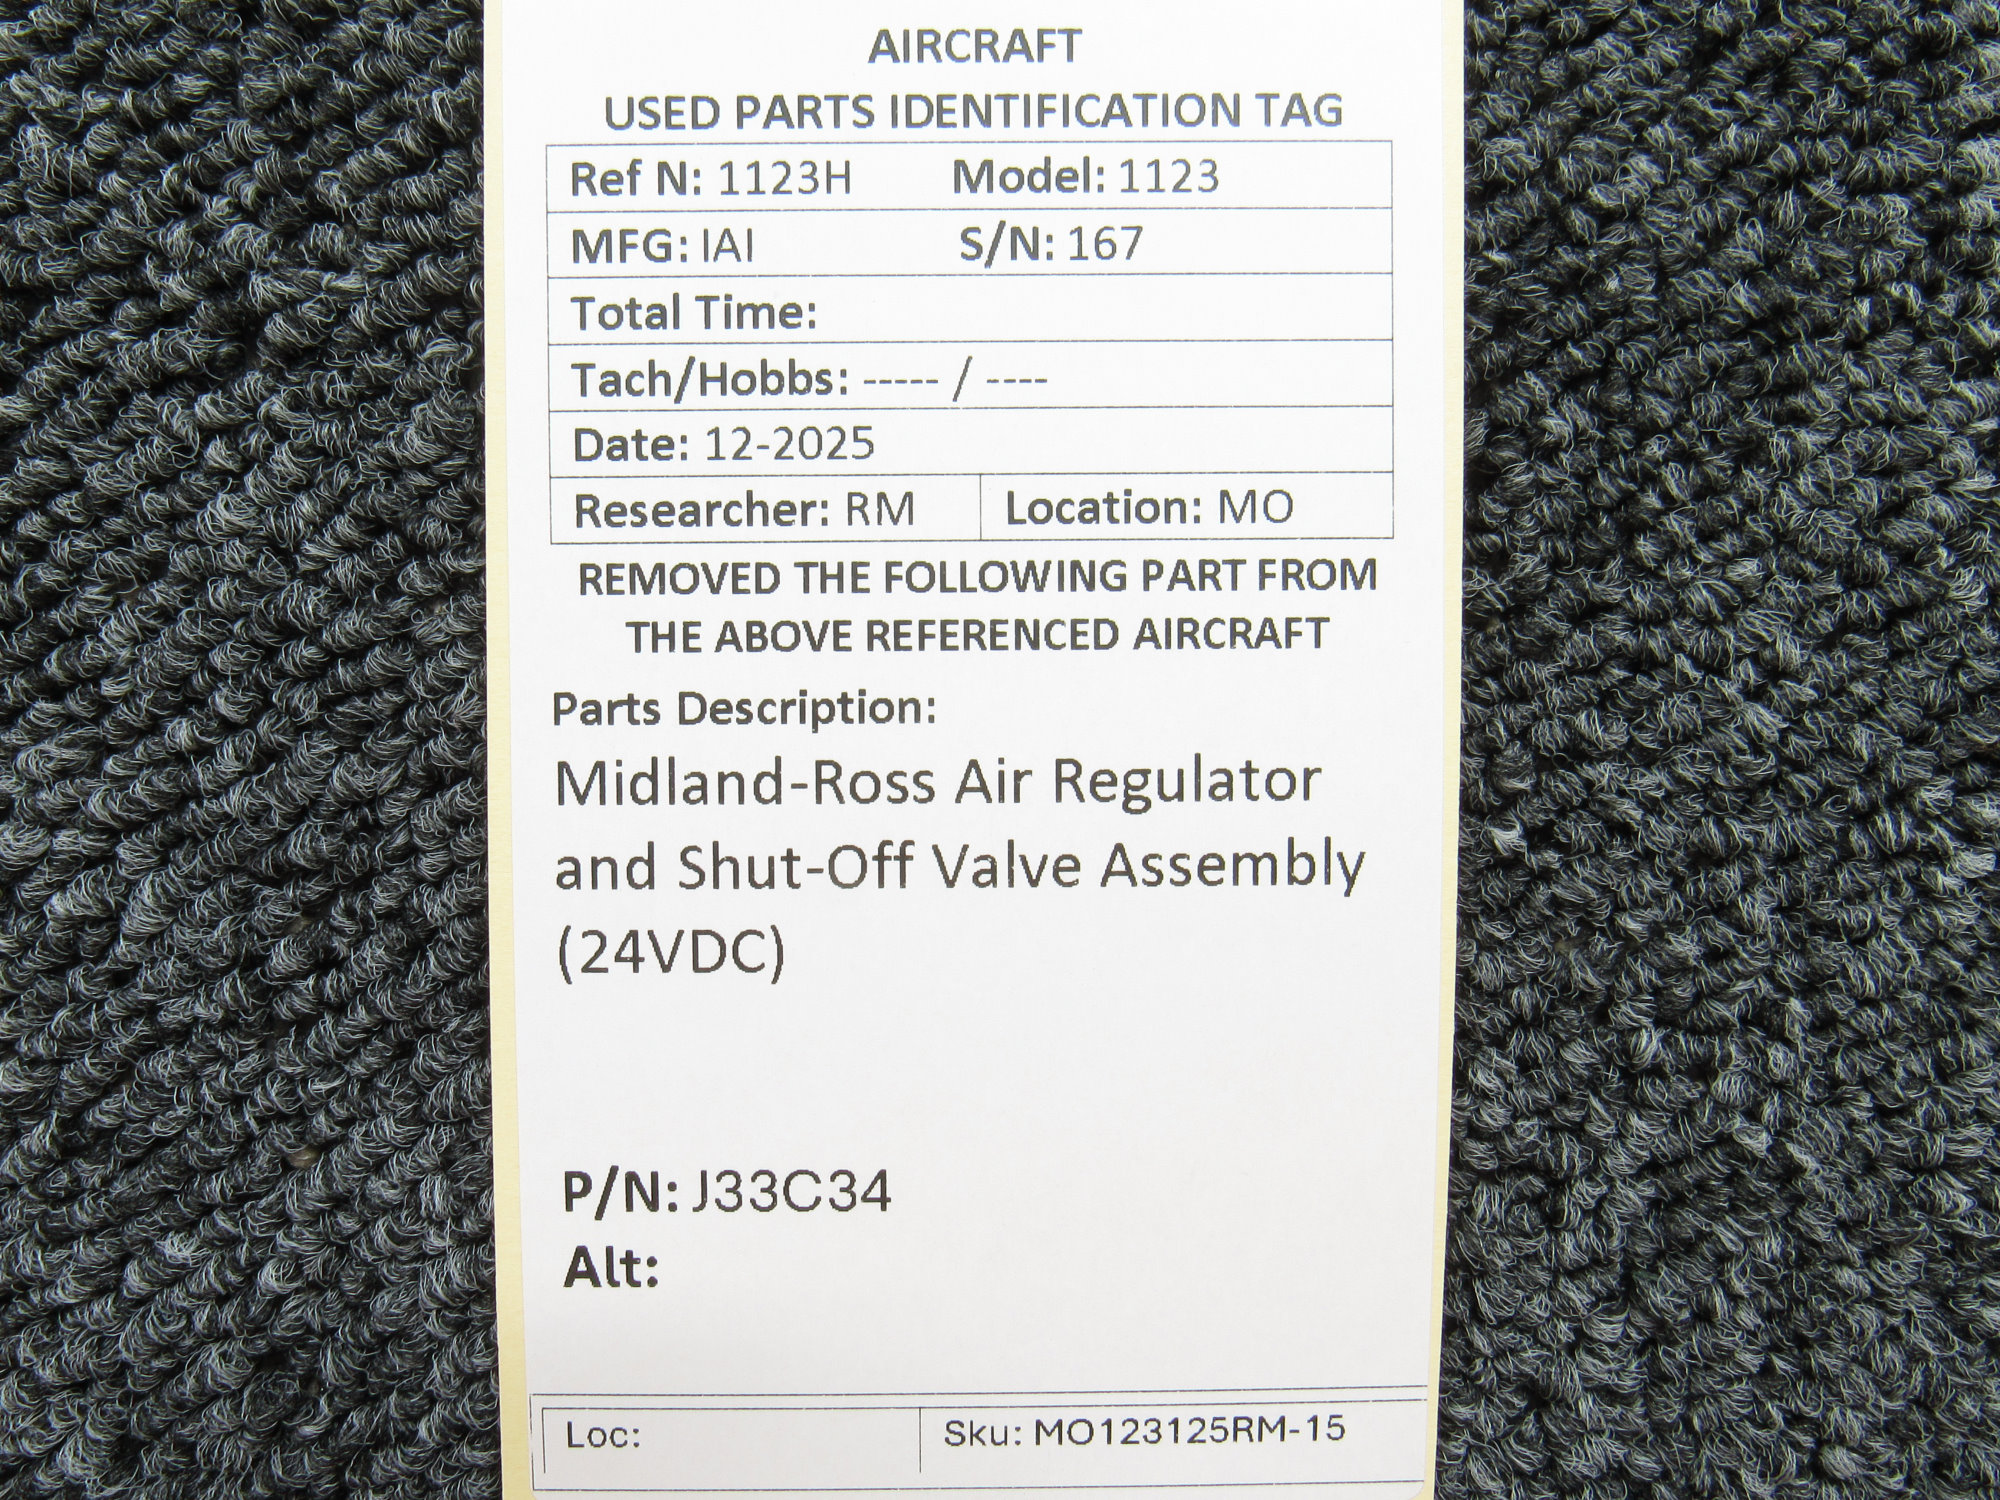 AIRCRAFT
USED PARTS IDENTIFICATION TAG
Ref N: 1123H Model: 1123
MFG: IAI S/N: 167
Total Time:
Tach/Hobbs: ----- / ----
Date: 12-2025
Researcher: RM Location: MO
REMOVED THE FOLLOWING PART FROM
THE ABOVE REFERENCED AIRCRAFT
Parts Description:
Midland-Ross Air Regulator
and Shut-Off Valve Assembly
(24VDC)
P/N: J33C34
Alt:
Loc: Sku: MO123125RM-15